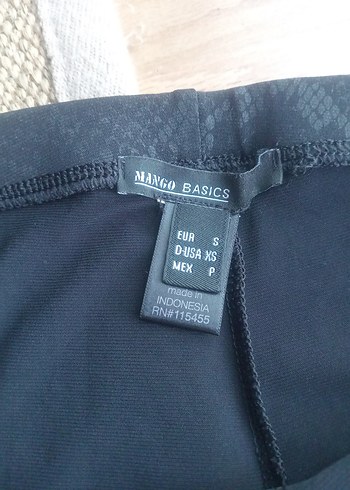 MANGO BASICS
EUR S
D-USA XS
MEX P
made in
INDONESIA
RN#115455